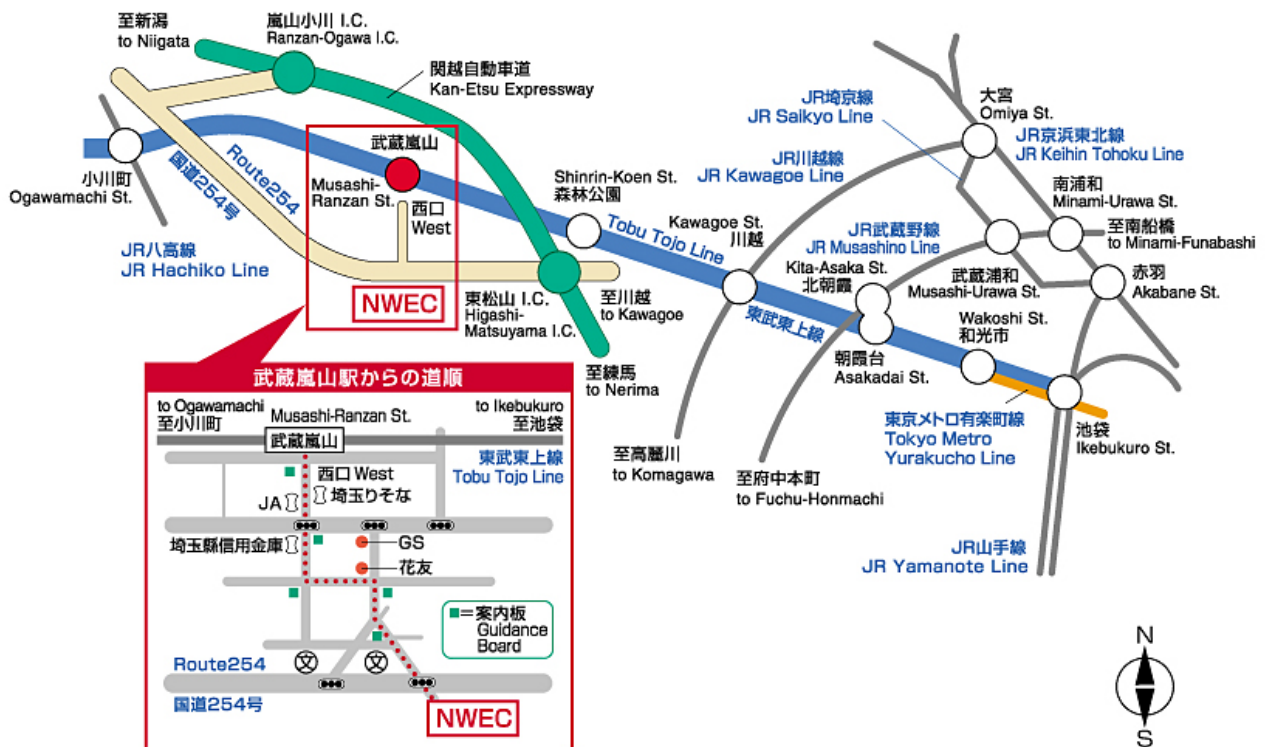 至新潟
to Niigata
嵐山小川 I.C.
Ranzan-Ogawa I.C.
関越自動車道
Kan-Etsu Expressway
小川町
Ogawamachi St.
国道254号
Route254
JR八高線
JR Hachiko Line
武蔵嵐山
Musashi-
Ranzan St.
西口
West
NWEC
Shinrin-Koen St.
森林公園
Tobu Tojo Line
東松山 I.C.
Higashi-
Matsuyama I.C.
至川越
to Kawagoe
至練馬
to Nerima
Kawagoe St.
川越
東武東上線
JR川越線
JR Kawagoe Line
JR埼京線
JR Saikyo Line
大宮
Omiya St.
JR京浜東北線
JR Keihin Tohoku Line
南浦和
Minami-Urawa St.
至南船橋
to Minami-Funabashi
JR武蔵野線
JR Musashino Line
Kita-Asaka St.
北朝霞
武蔵浦和
Musashi-Urawa St.
赤羽
Akabane St.
Wakoshi St.
和光市
朝霞台
Asakadai St.
東京メトロ有楽町線
Tokyo Metro
Yurakucho Line
池袋
Ikebukuro St.
至高麗川
to Komagawa
至府中本町
to Fuchu-Honmachi
JR山手線
JR Yamanote Line
武蔵嵐山駅からの道順
to Ogawamachi
至小川町
Musashi-Ranzan St.
武蔵嵐山
to Ikebukuro
至池袋
東武東上線
Tobu Tojo Line
西口 West
JA
埼玉りそな
埼玉縣信用金庫
GS
花友
■=案内板
Guidance
Board
文
文
Route254
国道254号
NWEC
N
S